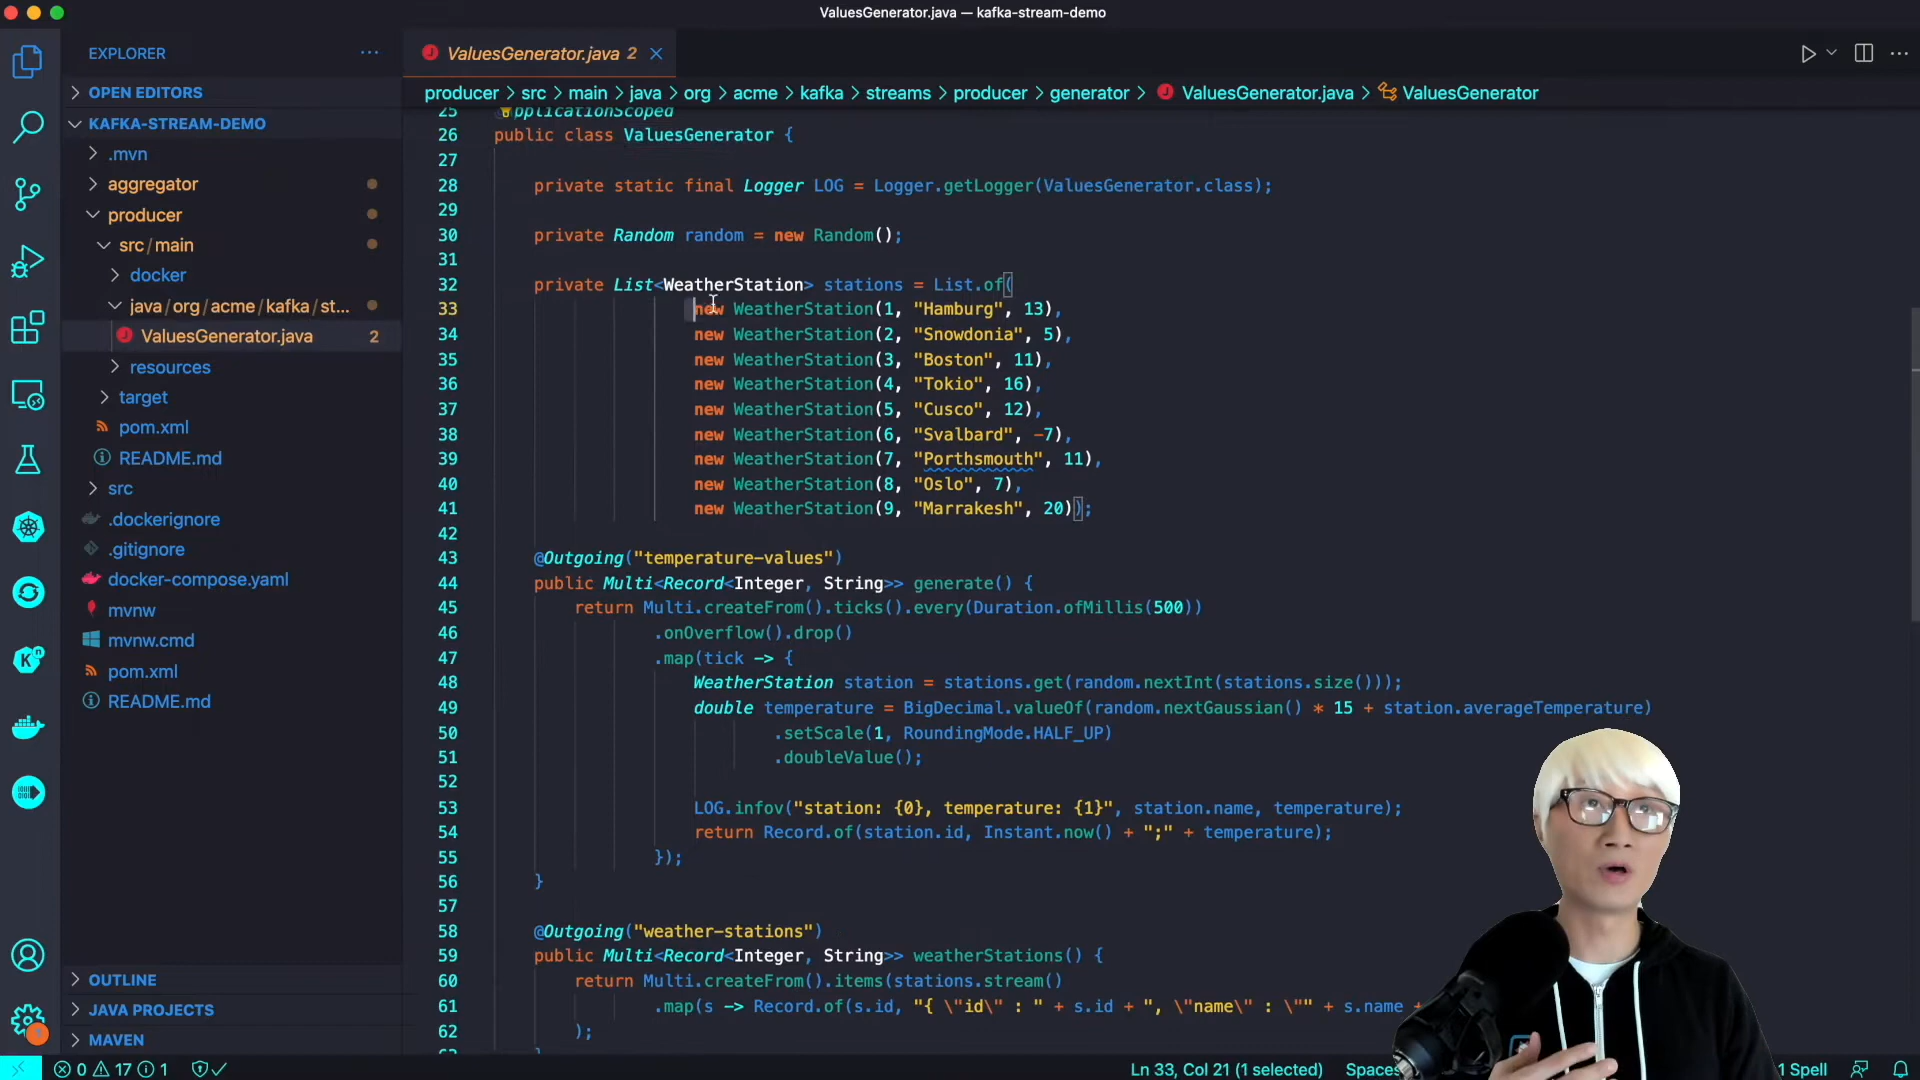 ValuesGenerator.java — kafka-stream-demo
EXPLORER
OPEN EDITORS
KAFKA-STREAM-DEMO
.mvn
aggregator
producer
src/main
docker
java/org/acme/kafka/st...
ValuesGenerator.java 2
resources
target
pom.xml
README.md
src
.dockerignore
.gitignore
docker-compose.yaml
mvnw
mvnw.cmd
pom.xml
README.md
OUTLINE
JAVA PROJECTS
MAVEN
ValuesGenerator.java 2
producer > src > main > java > org > acme > kafka > streams > producer > generator > ValuesGenerator.java > ValuesGenerator
25 pplicationScoped
26 public class ValuesGenerator {
27
28 private static final Logger LOG = Logger.getLogger(ValuesGenerator.class);
29
30 private Random random = new Random();
31
32 private List<WeatherStation> stations = List.of(
33 new WeatherStation(1, "Hamburg", 13),
34 new WeatherStation(2, "Snowdonia", 5),
35 new WeatherStation(3, "Boston", 11),
36 new WeatherStation(4, "Tokio", 16),
37 new WeatherStation(5, "Cusco", 12),
38 new WeatherStation(6, "Svalbard", -7),
39 new WeatherStation(7, "Porthsmouth", 11),
40 new WeatherStation(8, "Oslo", 7),
41 new WeatherStation(9, "Marrakesh", 20));
42
43 @Outgoing("temperature-values")
44 public Multi<Record<Integer, String>> generate() {
45 return Multi.createFrom().ticks().every(Duration.ofMillis(500))
46 .onOverflow().drop()
47 .map(tick -> {
48 WeatherStation station = stations.get(random.nextInt(stations.size()));
49 double temperature = BigDecimal.valueOf(random.nextGaussian() * 15 + station.averageTemperature)
50 .setScale(1, RoundingMode.HALF_UP)
51 .doubleValue();
52
53 LOG.infov("station: {0}, temperature: {1}", station.name, temperature);
54 return Record.of(station.id, Instant.now() + ";" + temperature);
55 });
56 }
57
58 @Outgoing("weather-stations")
59 public Multi<Record<Integer, String>> weatherStations() {
60 return Multi.createFrom().items(stations.stream()
61 .map(s -> Record.of(s.id, "{ \"id\" : " + s.id + ", \"name\" : \"" + s.name +
62 );
0 17 1
Ln 33, Col 21 (1 selected)
Spaces
1 Spell